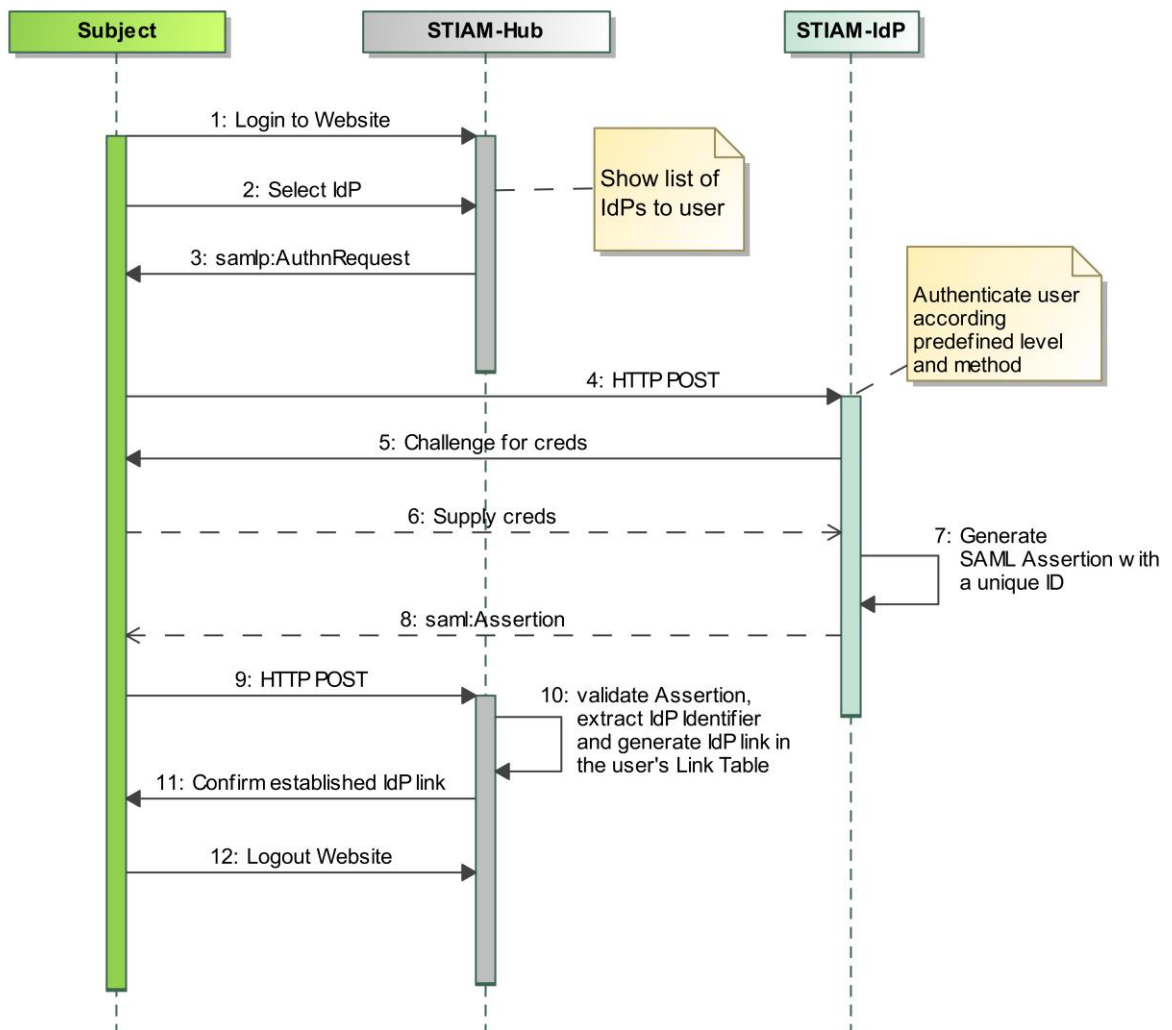 Subject
STIAM-Hub
STIAM-IdP
1: Login to Website
Show list of
IdPs to user
2: Select IdP
3: samlp:AuthnRequest
Authenticate user
according
predefined level
and method
4: HTTP POST
5: Challenge for creds
6: Supply creds
7: Generate
SAML Assertion with
a unique ID
8: saml:Assertion
9: HTTP POST
10: validate Assertion,
extract IdP Identifier
and generate IdP link in
the user's Link Table
11: Confirm established IdP link
12: Logout Website